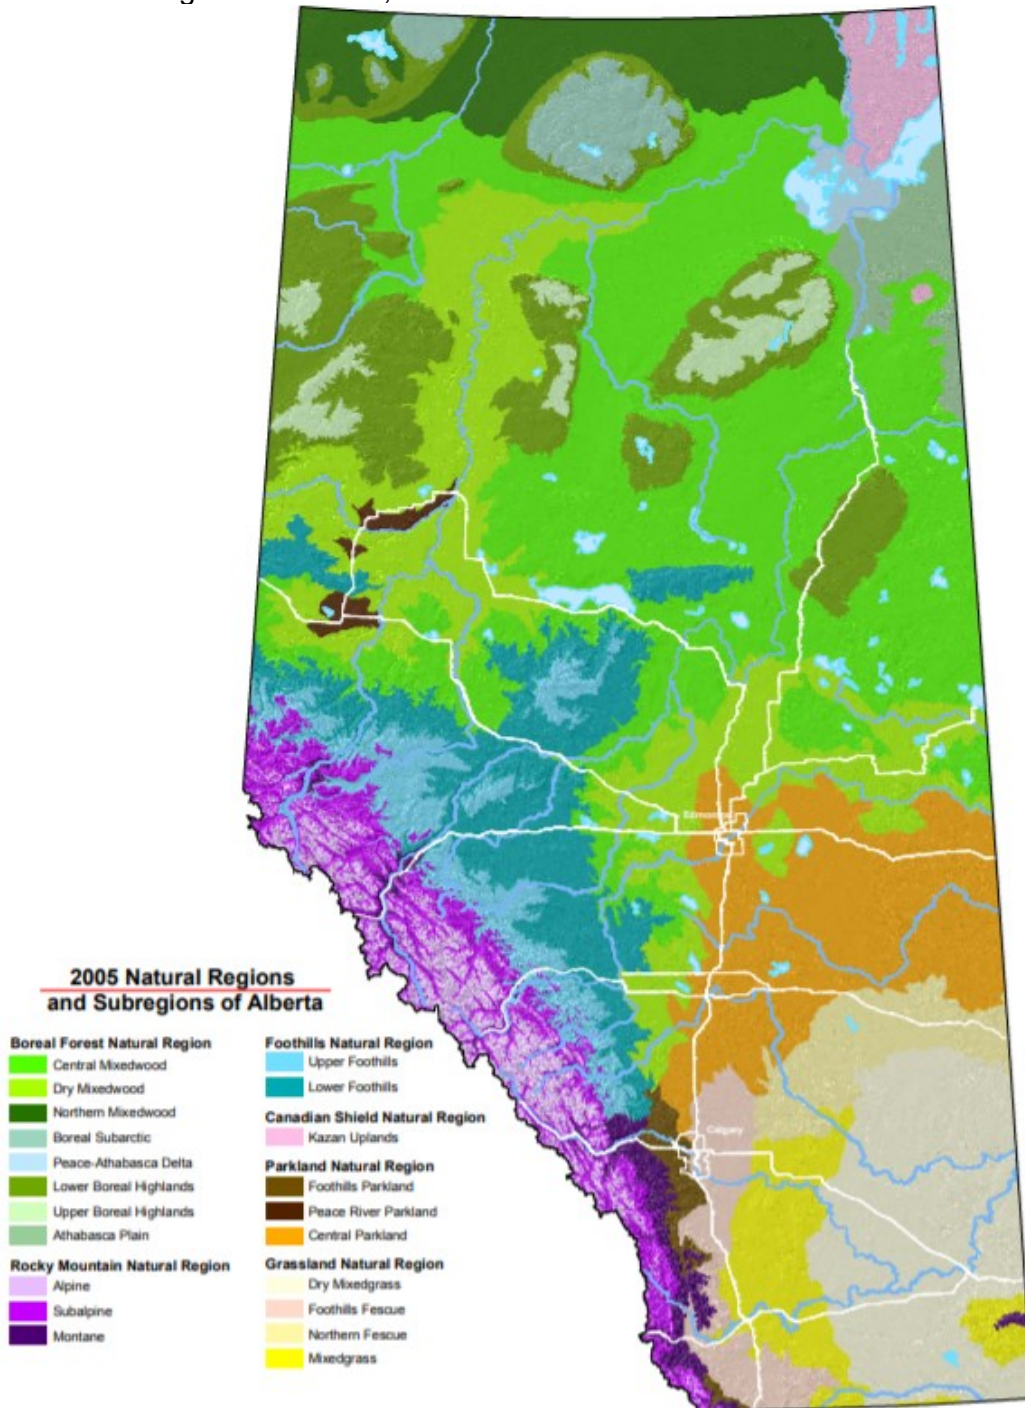 2005 Natural Regions
and Subregions of Alberta
Boreal Forest Natural Region
Central Mixedwood
Dry Mixedwood
Northern Mixedwood
Boreal Subarctic
Peace-Athabasca Delta
Lower Boreal Highlands
Upper Boreal Highlands
Athabasca Plain
Rocky Mountain Natural Region
Alpine
Subalpine
Montane
Foothills Natural Region
Upper Foothills
Lower Foothills
Canadian Shield Natural Region
Kazan Uplands
Parkland Natural Region
Foothills Parkland
Peace River Parkland
Central Parkland
Grassland Natural Region
Dry Mixedgrass
Foothills Fescue
Northern Fescue
Mixedgrass
Edmonton
Calgary